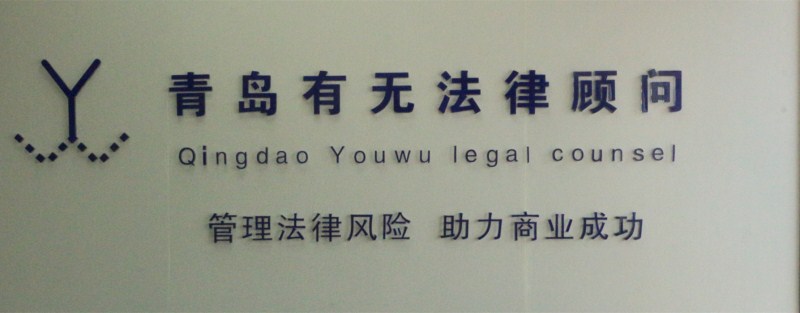 青岛有无法律顾问
Qingdao Youwu legal counsel
管理法律风险 助力商业成功